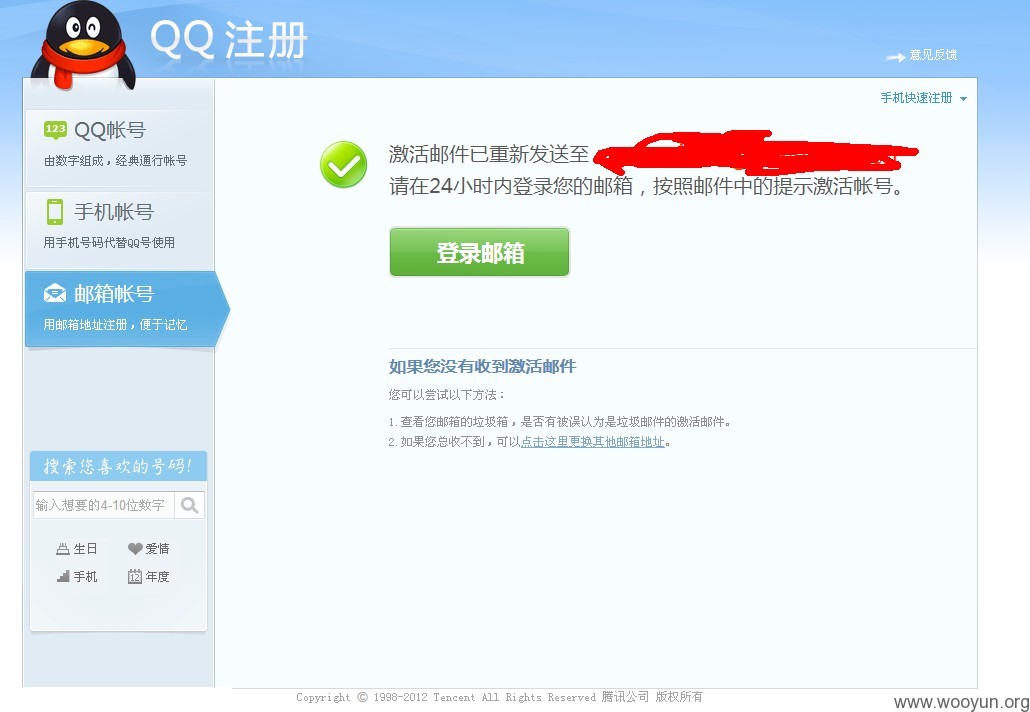 QQ 注册
意见反馈
手机快速注册
123 QQ帐号
由数字组成，经典通行帐号
手机帐号
用手机号码代替QQ号使用
邮箱帐号
用邮箱地址注册，便于记忆
激活邮件已重新发送至
请在24小时内登录您的邮箱，按照邮件中的提示激活帐号。
登录邮箱
如果您没有收到激活邮件
您可以尝试以下方法：
1. 查看您邮箱的垃圾箱，是否有被误认为是垃圾邮件的激活邮件。
2. 如果您总收不到，可以点击这里更换其他邮箱地址。
搜索您喜欢的号码!
输入想要的4-10位数字
生日 爱情
手机 12 年度
Copyright © 1998-2012 Tencent All Rights Reserved 腾讯公司 版权所有
www.wooyun.org